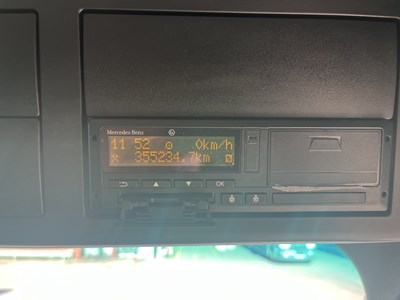 Mercedes-Benz
11 52 0km/h
x 355234.7km
OK